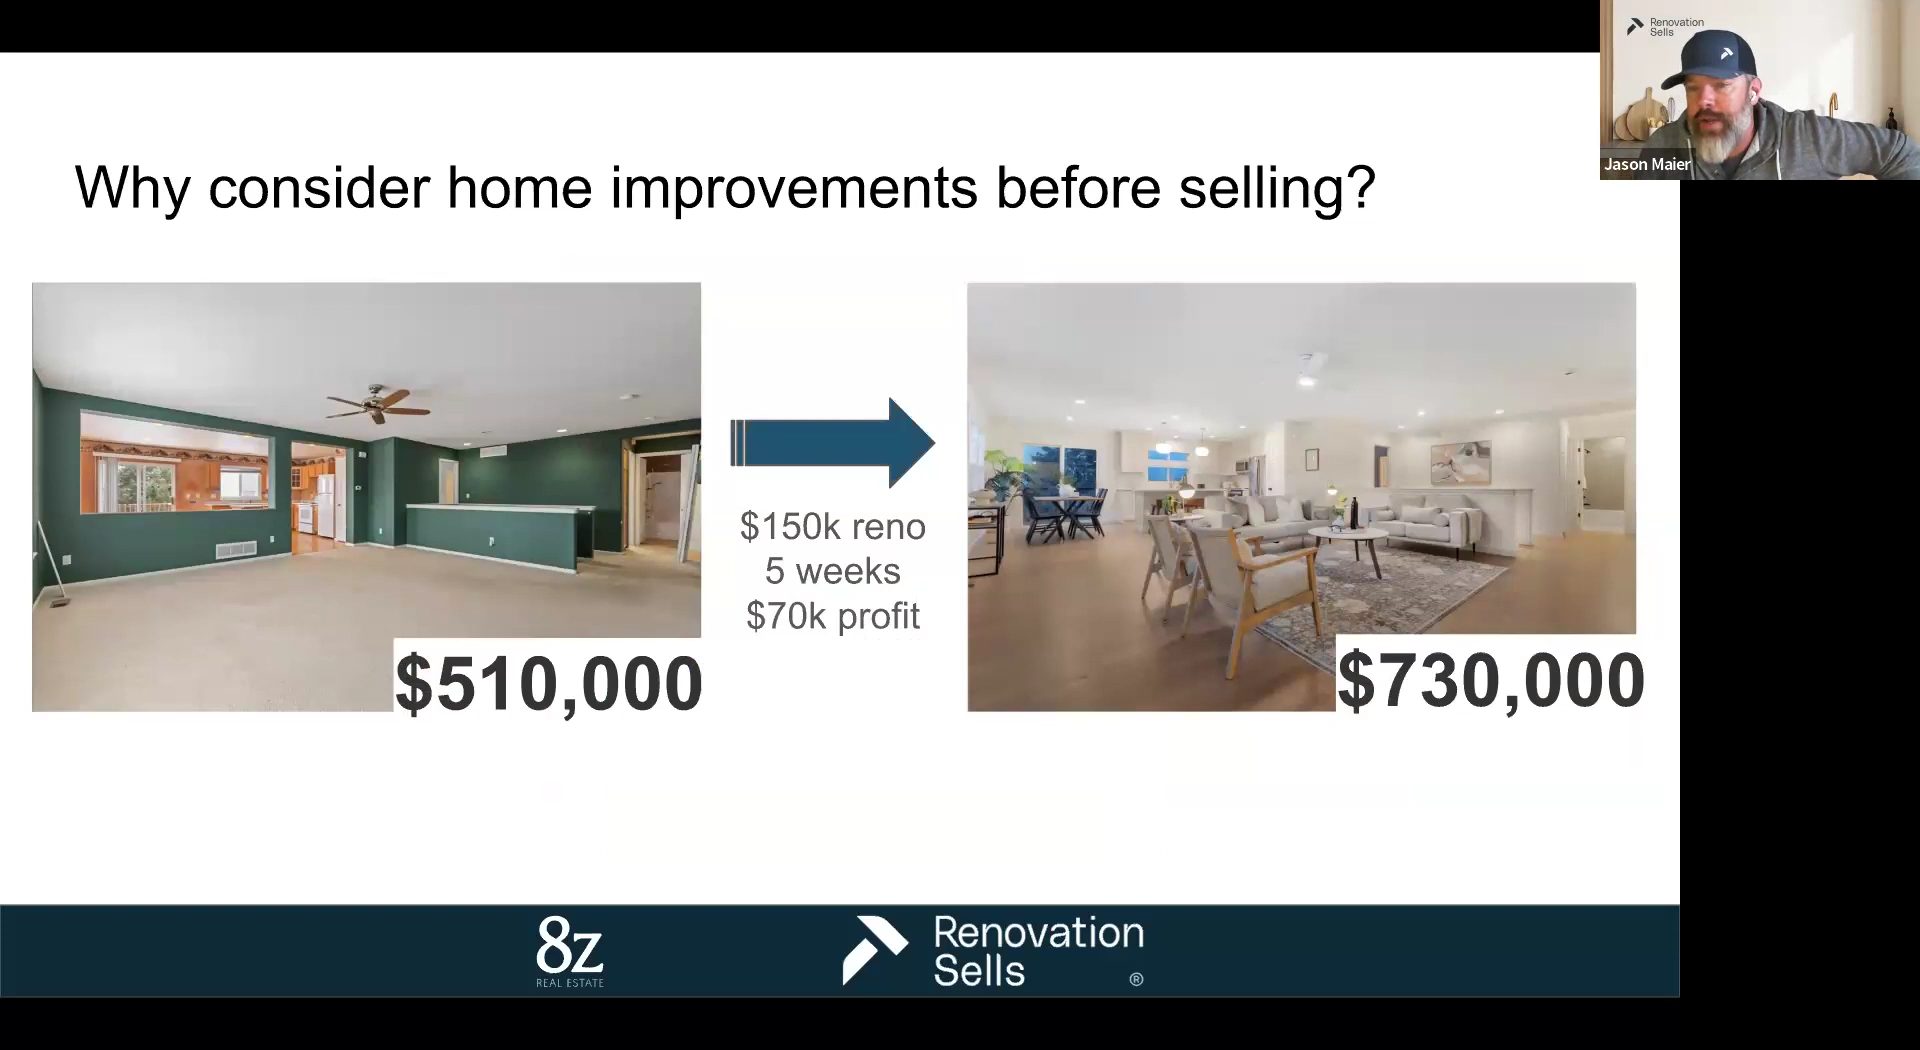 Renovation
Sells
Jason Maier
Why consider home improvements before selling?
$150k reno
5 weeks
$70k profit
$510,000
$730,000
8z
REAL ESTATE
Renovation
Sells
®